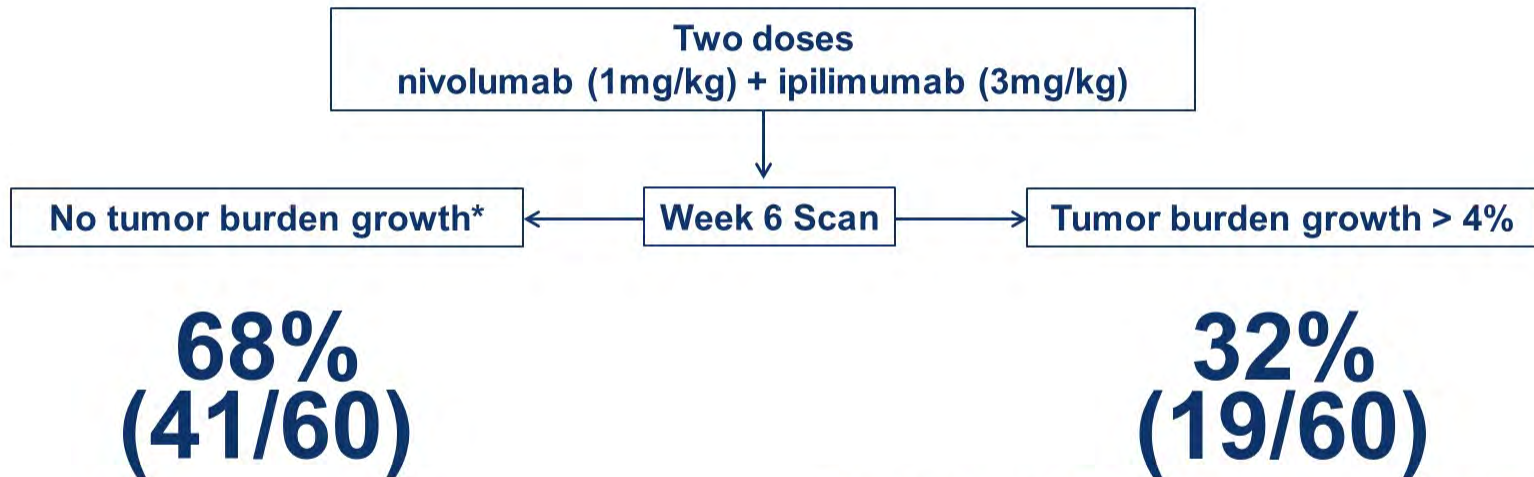 Two doses
nivolumab (1mg/kg) + ipilimumab (3mg/kg)
No tumor burden growth*
Week 6 Scan
Tumor burden growth > 4%
68%
(41/60)
32%
(19/60)